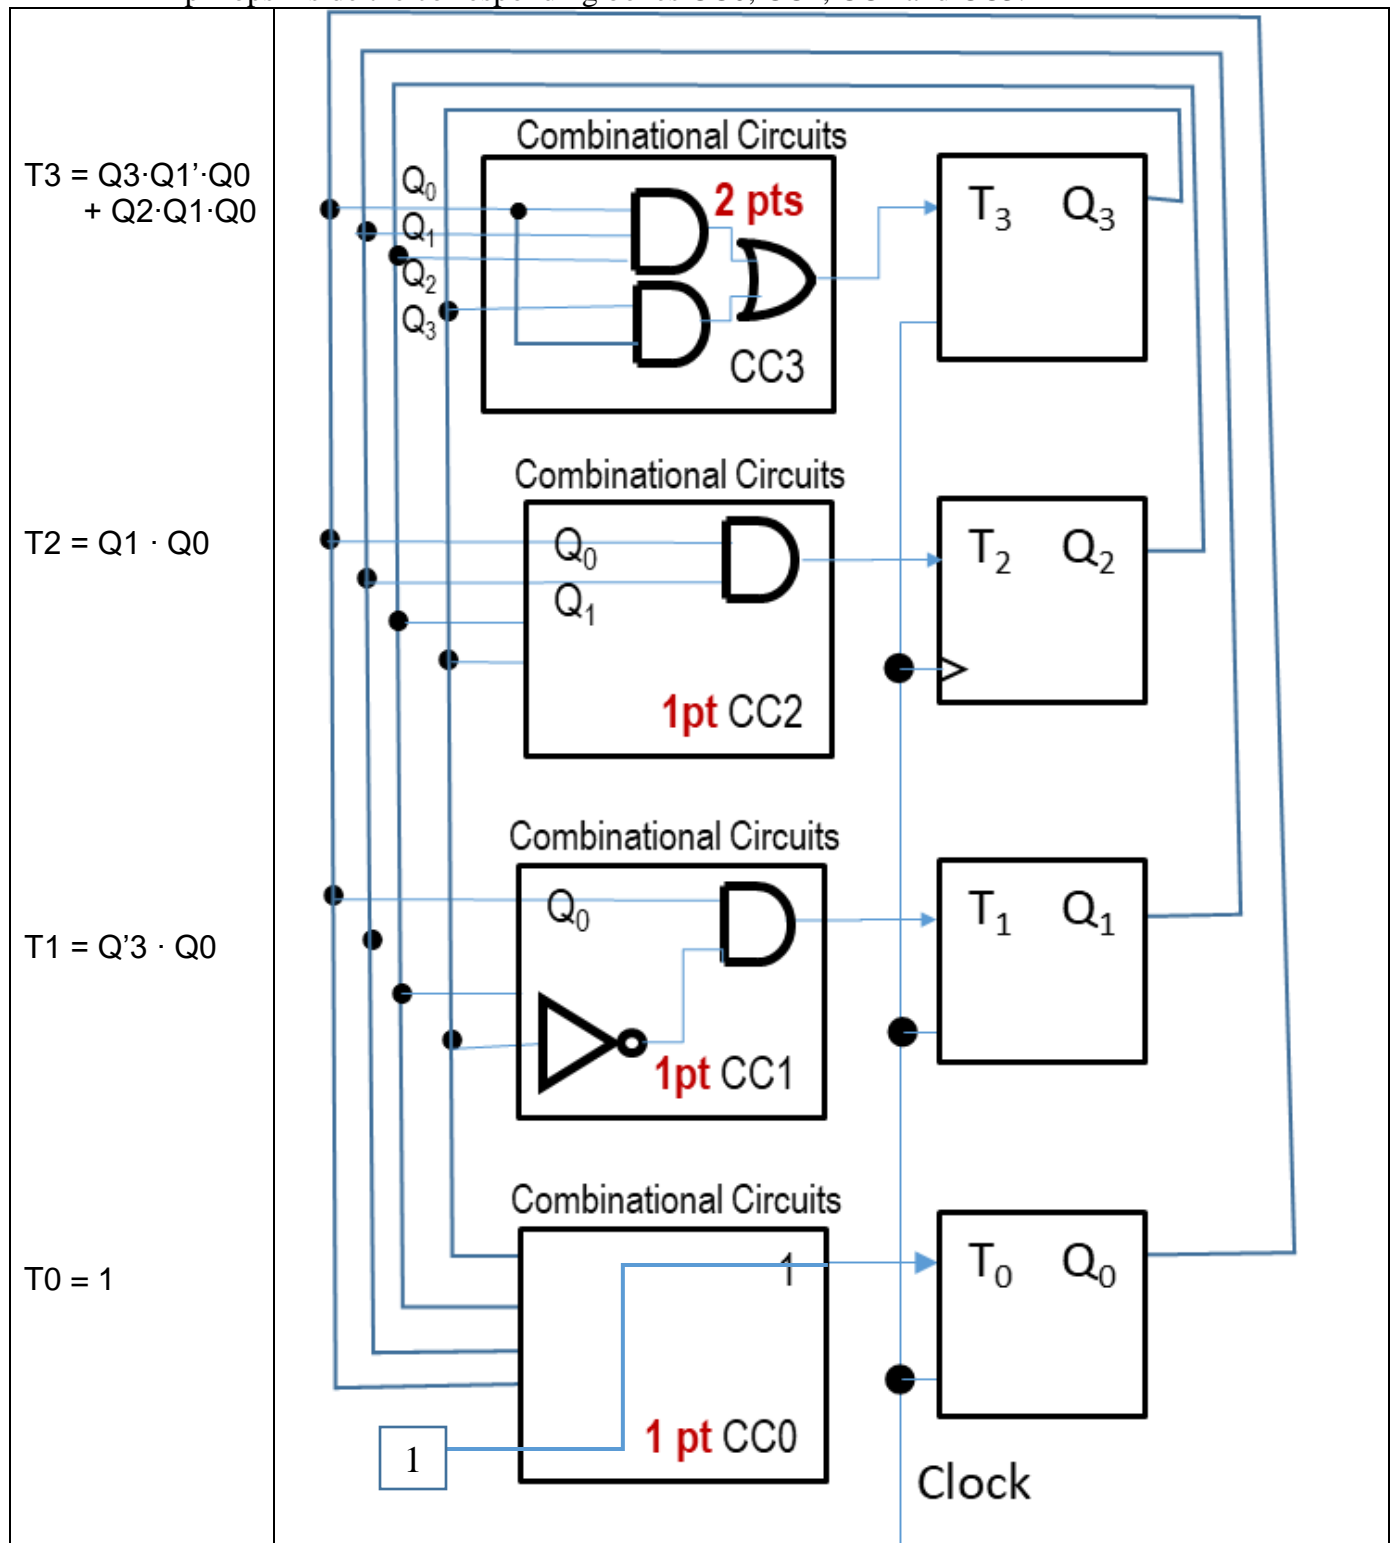 T3 = Q3·Q1’·Q0
+ Q2·Q1·Q0
T2 = Q1 · Q0
T1 = Q’3 · Q0
T0 = 1
Combinational Circuits
Q0
Q1
Q2
Q3
2 pts
CC3
T3 Q3
Combinational Circuits
Q0
Q1
1pt CC2
T2 Q2
Combinational Circuits
Q0
1pt CC1
T1 Q1
Combinational Circuits
1
1 pt CC0
T0 Q0
1
Clock